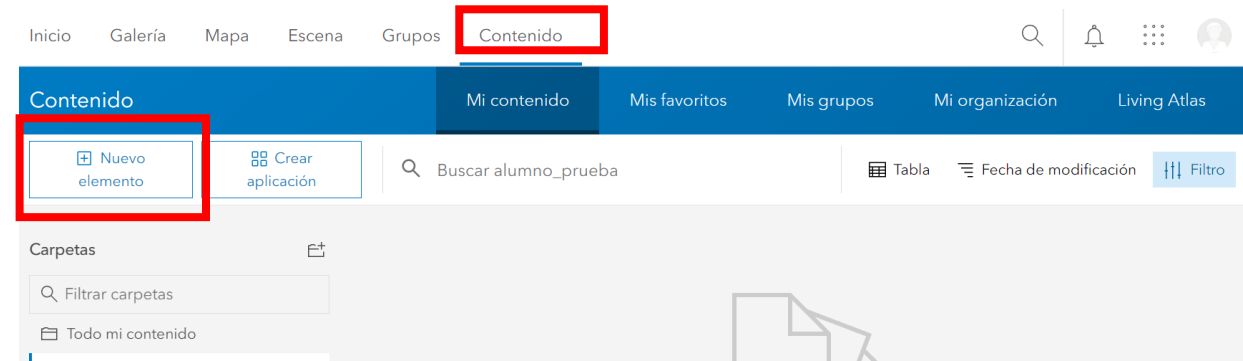 Inicio Galería Mapa Escena Grupos Contenido
Contenido Mi contenido Mis favoritos Mis grupos Mi organización Living Atlas
Nuevo elemento
Crear aplicación
Buscar alumno_prueba Tabla Fecha de modificación Filtro
Carpetas
Filtrar carpetas
Todo mi contenido